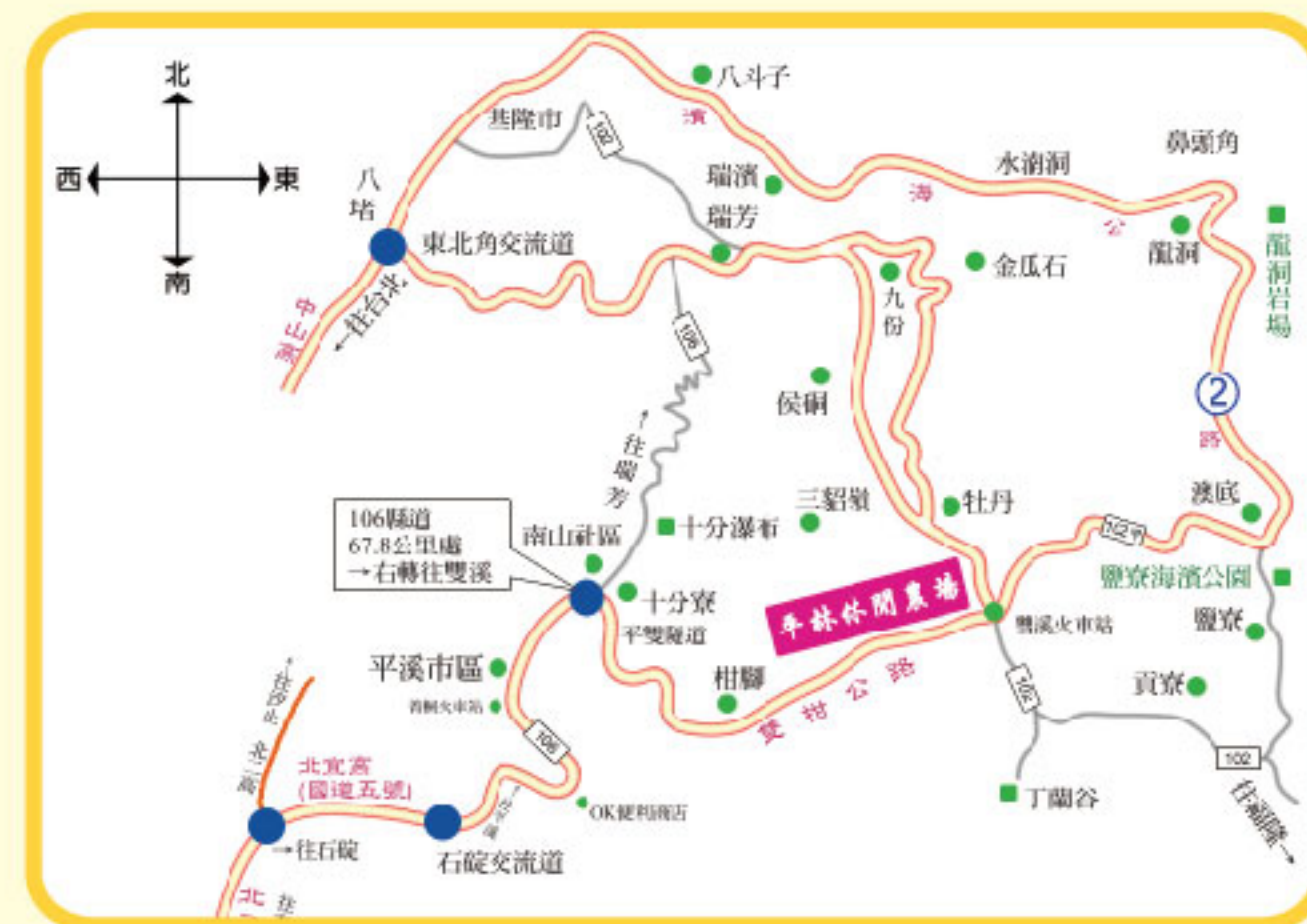 北
西
東
南
八斗子
基隆市
102
濱
鼻頭角
水湳洞
八堵
瑞濱
海
瑞芳
公
龍洞
龍洞岩場
東北角交流道
金瓜石
九份
←往台北
中山高
106
侯硐
2
路
↑往瑞芳
106縣道
67.8公里處
→右轉往雙溪
南山社區
十分瀑布
三貂嶺
牡丹
澳底
102甲
鹽寮海濱公園
十分寮
平雙隧道
平林休閒農場
雙溪火車站
鹽寮
平溪市區
菁桐火車站
柑腳
雙柑公路
102
貢寮
106
北二高
北宜高
(國道五號)
OK便利商店
丁蘭谷
102
往福隆→
→往石碇
石碇交流道
北
往